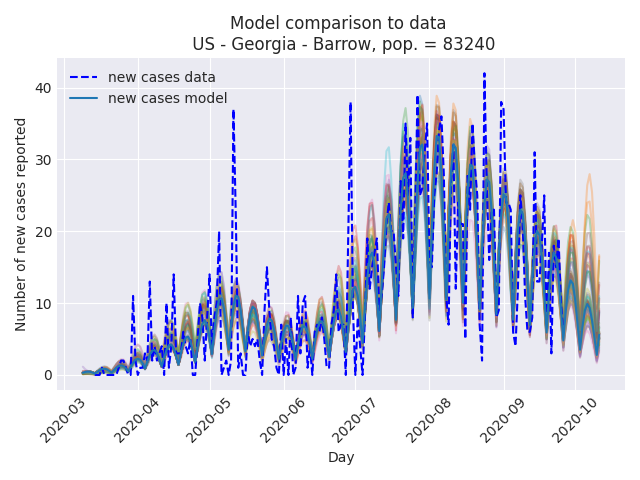 Model comparison to data
US - Georgia - Barrow, pop. = 83240
new cases data
new cases model
Number of new cases reported
40
30
20
10
0
2020-03
2020-04
2020-05
2020-06
2020-07
2020-08
2020-09
2020-10
Day